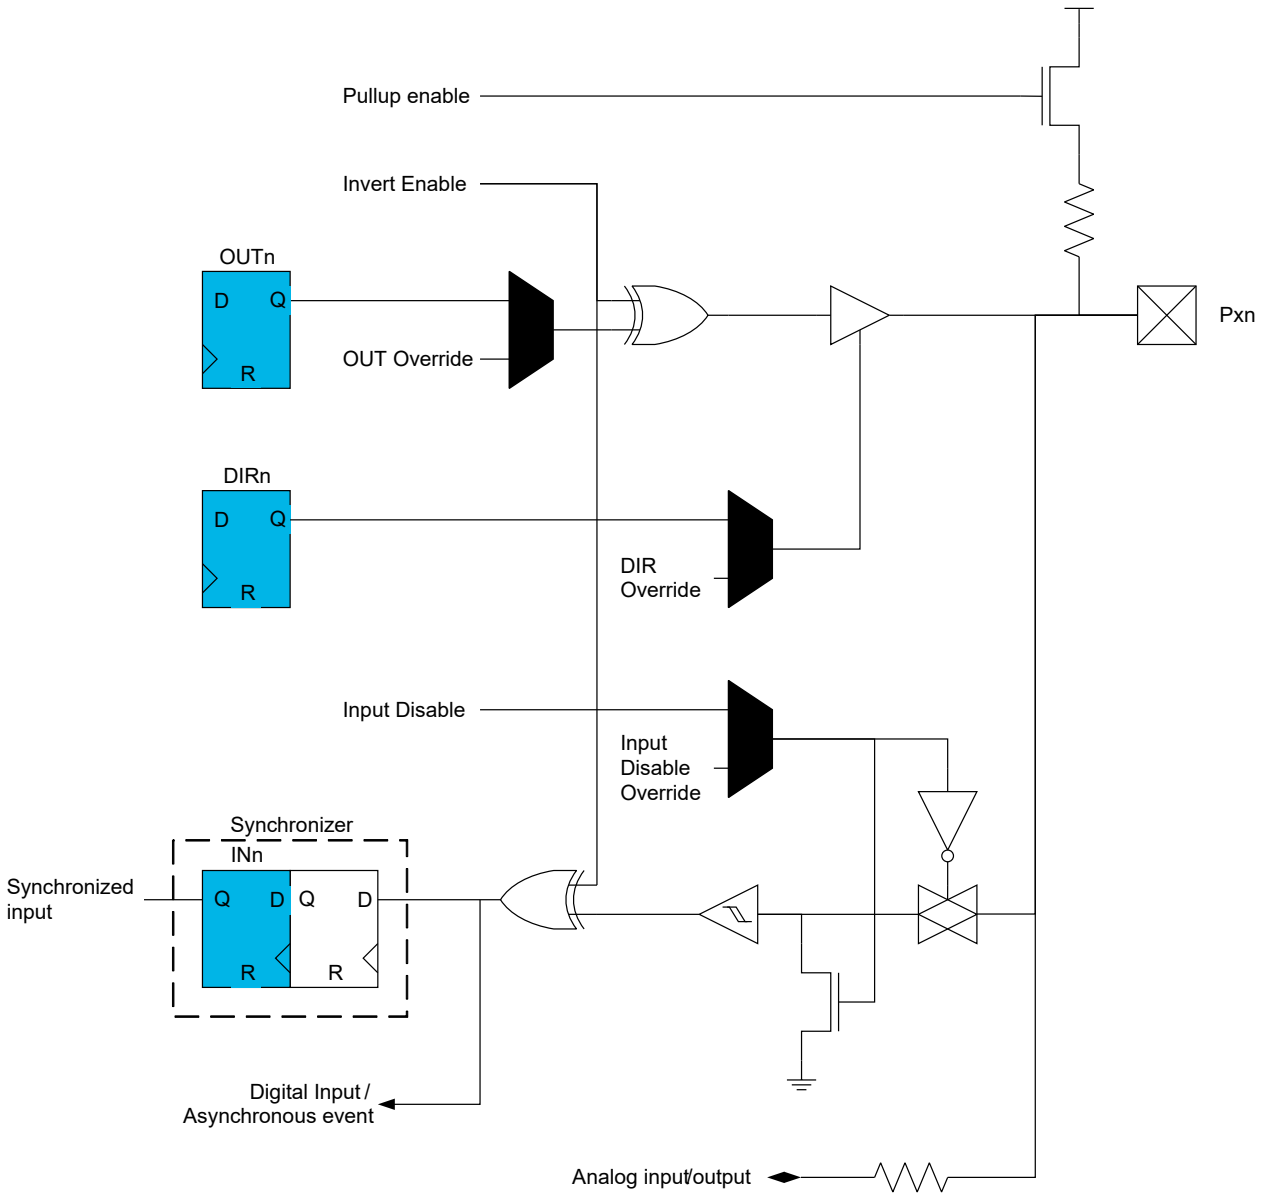 Pullup enable
Invert Enable
OUTn
D Q
R
OUT Override
Pxn
DIRn
D Q
R
DIR
Override
Input Disable
Input
Disable
Override
Synchronizer
INn
Synchronized
input
Q D Q D
R R
Digital Input /
Asynchronous event
Analog input/output